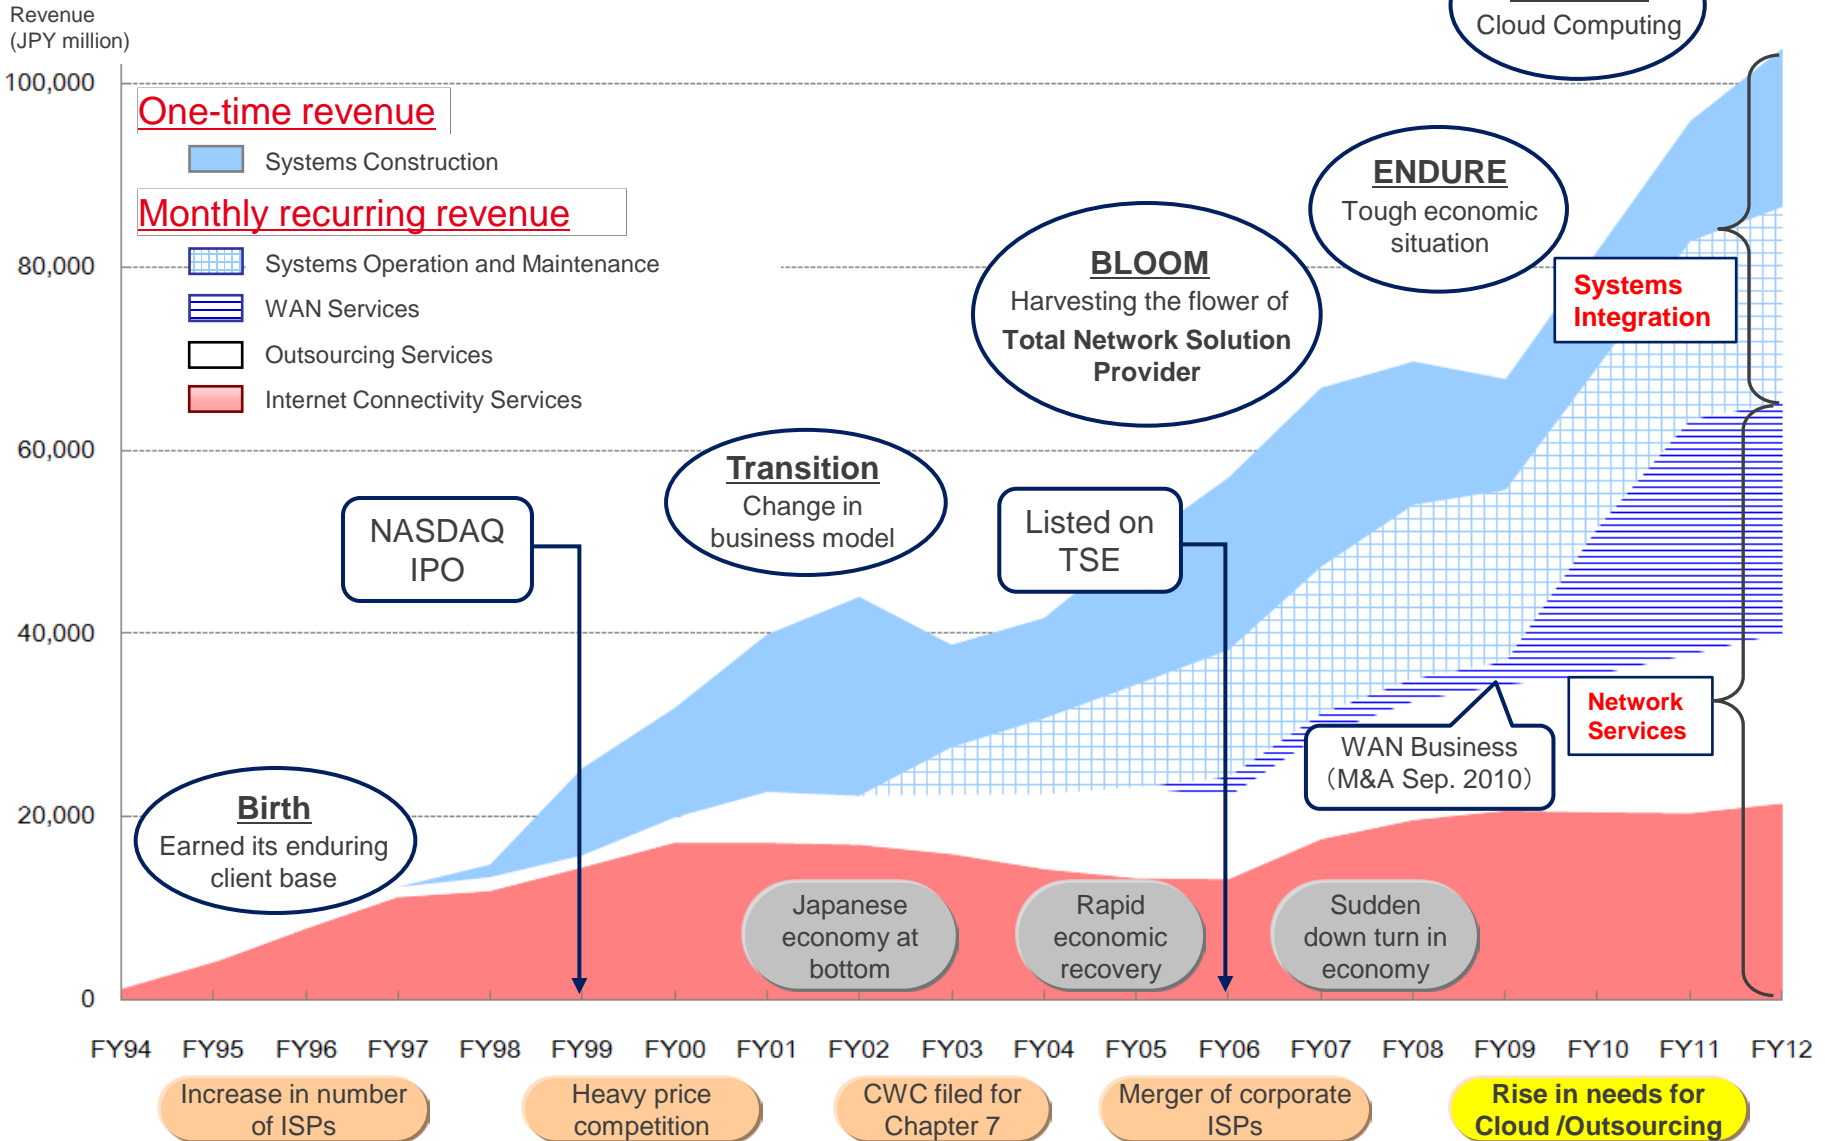 Revenue
(JPY million)
Cloud Computing
100,000
One-time revenue
Systems Construction
Monthly recurring revenue
Systems Operation and Maintenance
WAN Services
Outsourcing Services
Internet Connectivity Services
80,000
60,000
40,000
20,000
0
ENDURE
Tough economic
situation
BLOOM
Harvesting the flower of
Total Network Solution
Provider
Systems
Integration
Transition
Change in
business model
NASDAQ
IPO
Listed on
TSE
Network
Services
WAN Business
（M&A Sep. 2010）
Birth
Earned its enduring
client base
Japanese
economy at
bottom
Rapid
economic
recovery
Sudden
down turn in
economy
FY94 FY95 FY96 FY97 FY98 FY99 FY00 FY01 FY02 FY03 FY04 FY05 FY06 FY07 FY08 FY09 FY10 FY11 FY12
Increase in number
of ISPs
Heavy price
competition
CWC filed for
Chapter 7
Merger of corporate
ISPs
Rise in needs for
Cloud /Outsourcing